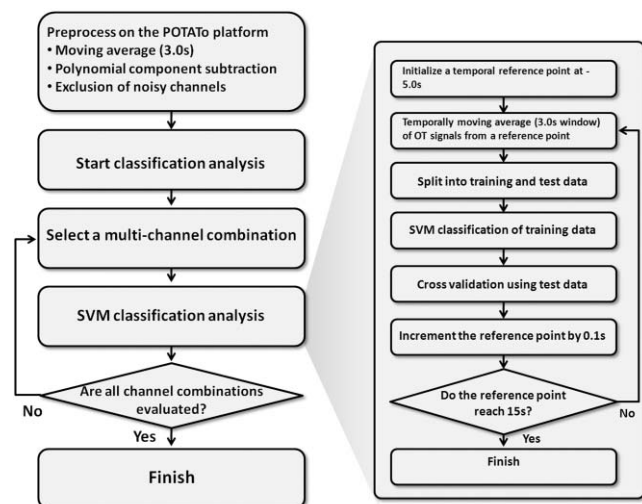 Preprocess on the POTATo platform
• Moving average (3.0s)
• Polynomial component subtraction
• Exclusion of noisy channels
Start classification analysis
Select a multi-channel combination
SVM classification analysis
Are all channel combinations
evaluated?
No
Yes
Finish
Initialize a temporal reference point at -
5.0s
Temporally moving average (3.0s window)
of OT signals from a reference point
Split into training and test data
SVM classification of training data
Cross validation using test data
Increment the reference point by 0.1s
Do the reference point
reach 15s?
No
Yes
Finish